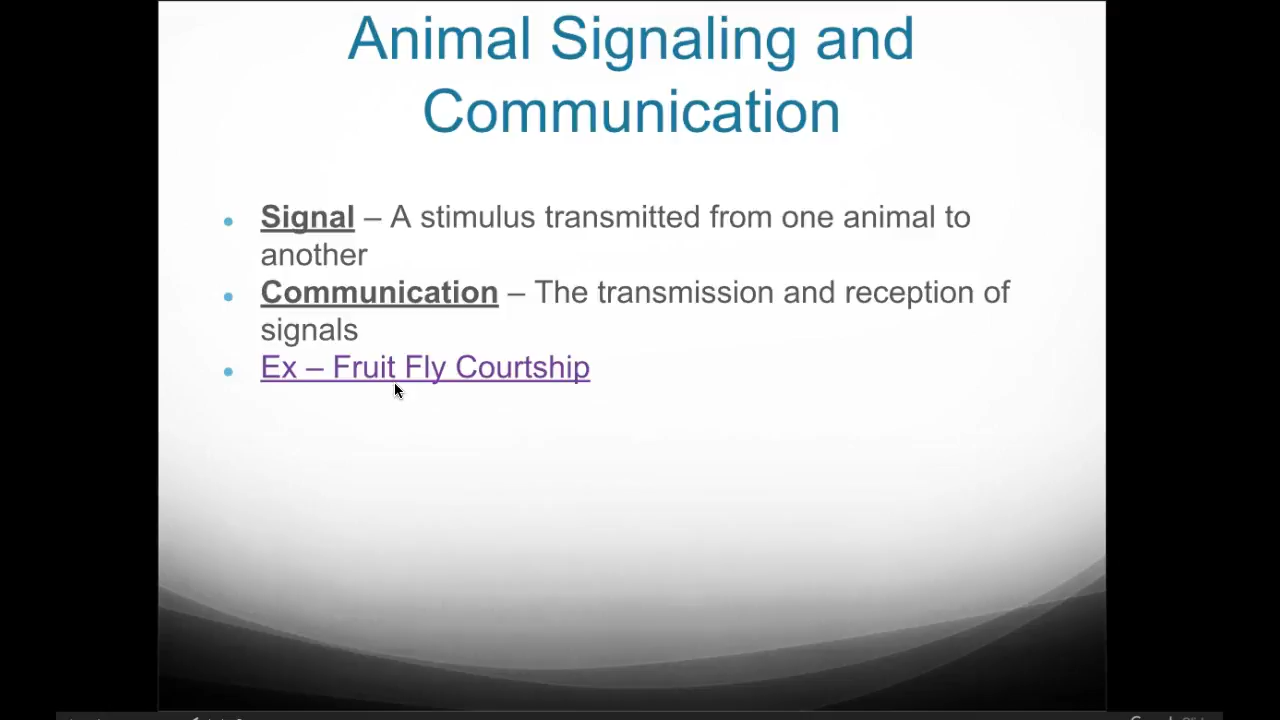 Animal Signaling and
Communication
• Signal – A stimulus transmitted from one animal to
another
• Communication – The transmission and reception of
signals
• Ex – Fruit Fly Courtship